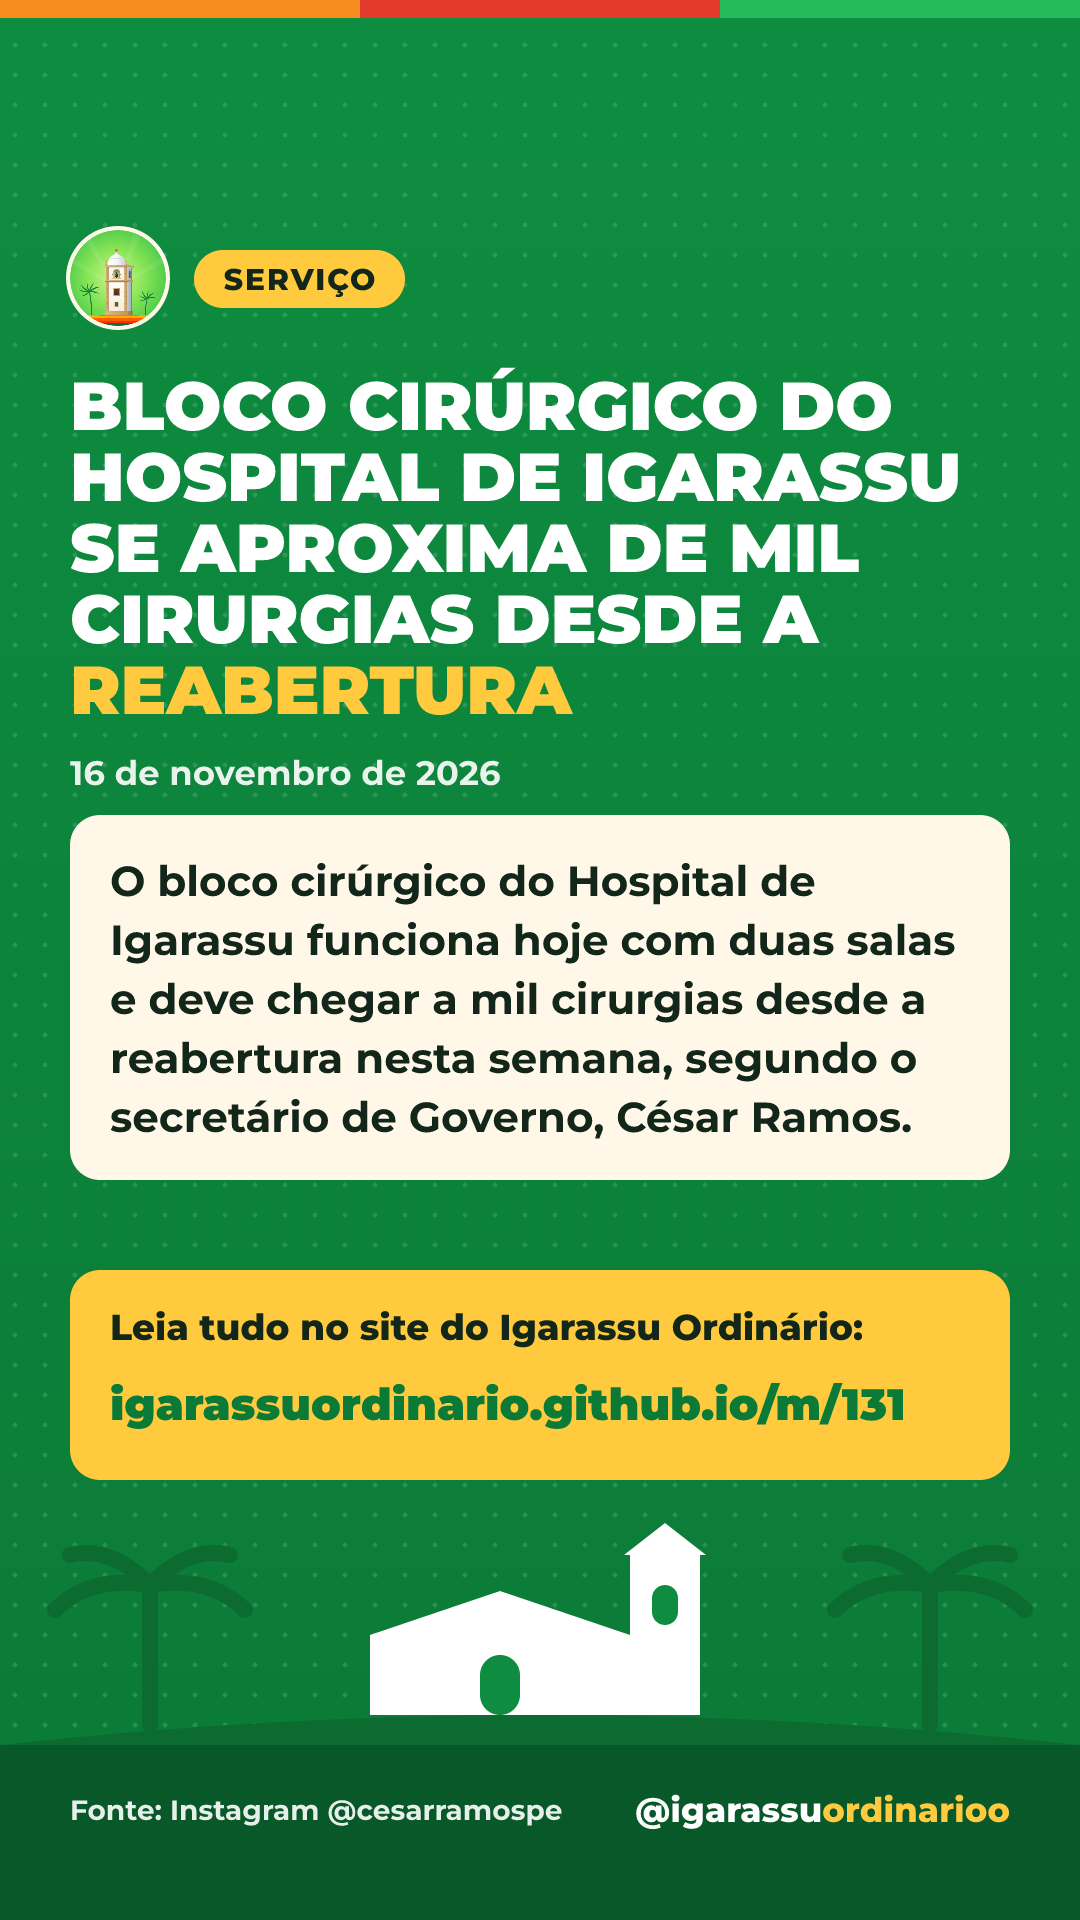 SERVIÇO
BLOCO CIRÚRGICO DO
HOSPITAL DE IGARASSU
SE APROXIMA DE MIL
CIRURGIAS DESDE A
REABERTURA
16 de novembro de 2026
O bloco cirúrgico do Hospital de
Igarassu funciona hoje com duas salas
e deve chegar a mil cirurgias desde a
reabertura nesta semana, segundo o
secretário de Governo, César Ramos.
Leia tudo no site do Igarassu Ordinário:
igarassuordinario.github.io/m/131
Fonte: Instagram @cesarramospe
@igarassuordinarioo